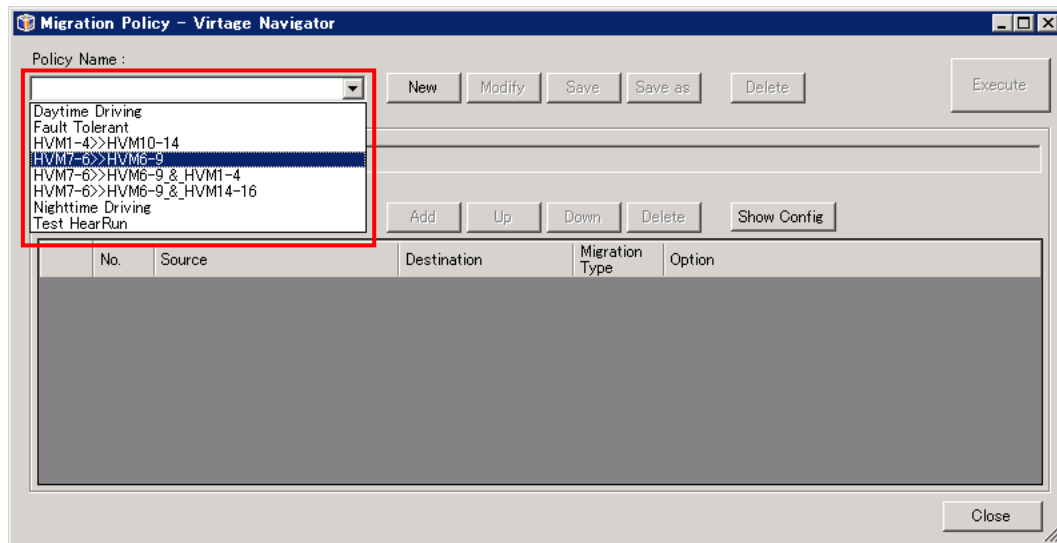 Migration Policy - Virtage Navigator
Policy Name :
New Modify Save Save as Delete Execute
Daytime Driving
Fault Tolerant
HVM1-4>>HVM10-14
HVM7-6>>HVM6-9
HVM7-6>>HVM6-9_&_HVM1-4
HVM7-6>>HVM6-9_&_HVM14-16
Nighttime Driving
Test HearRun
Add Up Down Delete Show Config
No. Source Destination Migration Type Option
Close